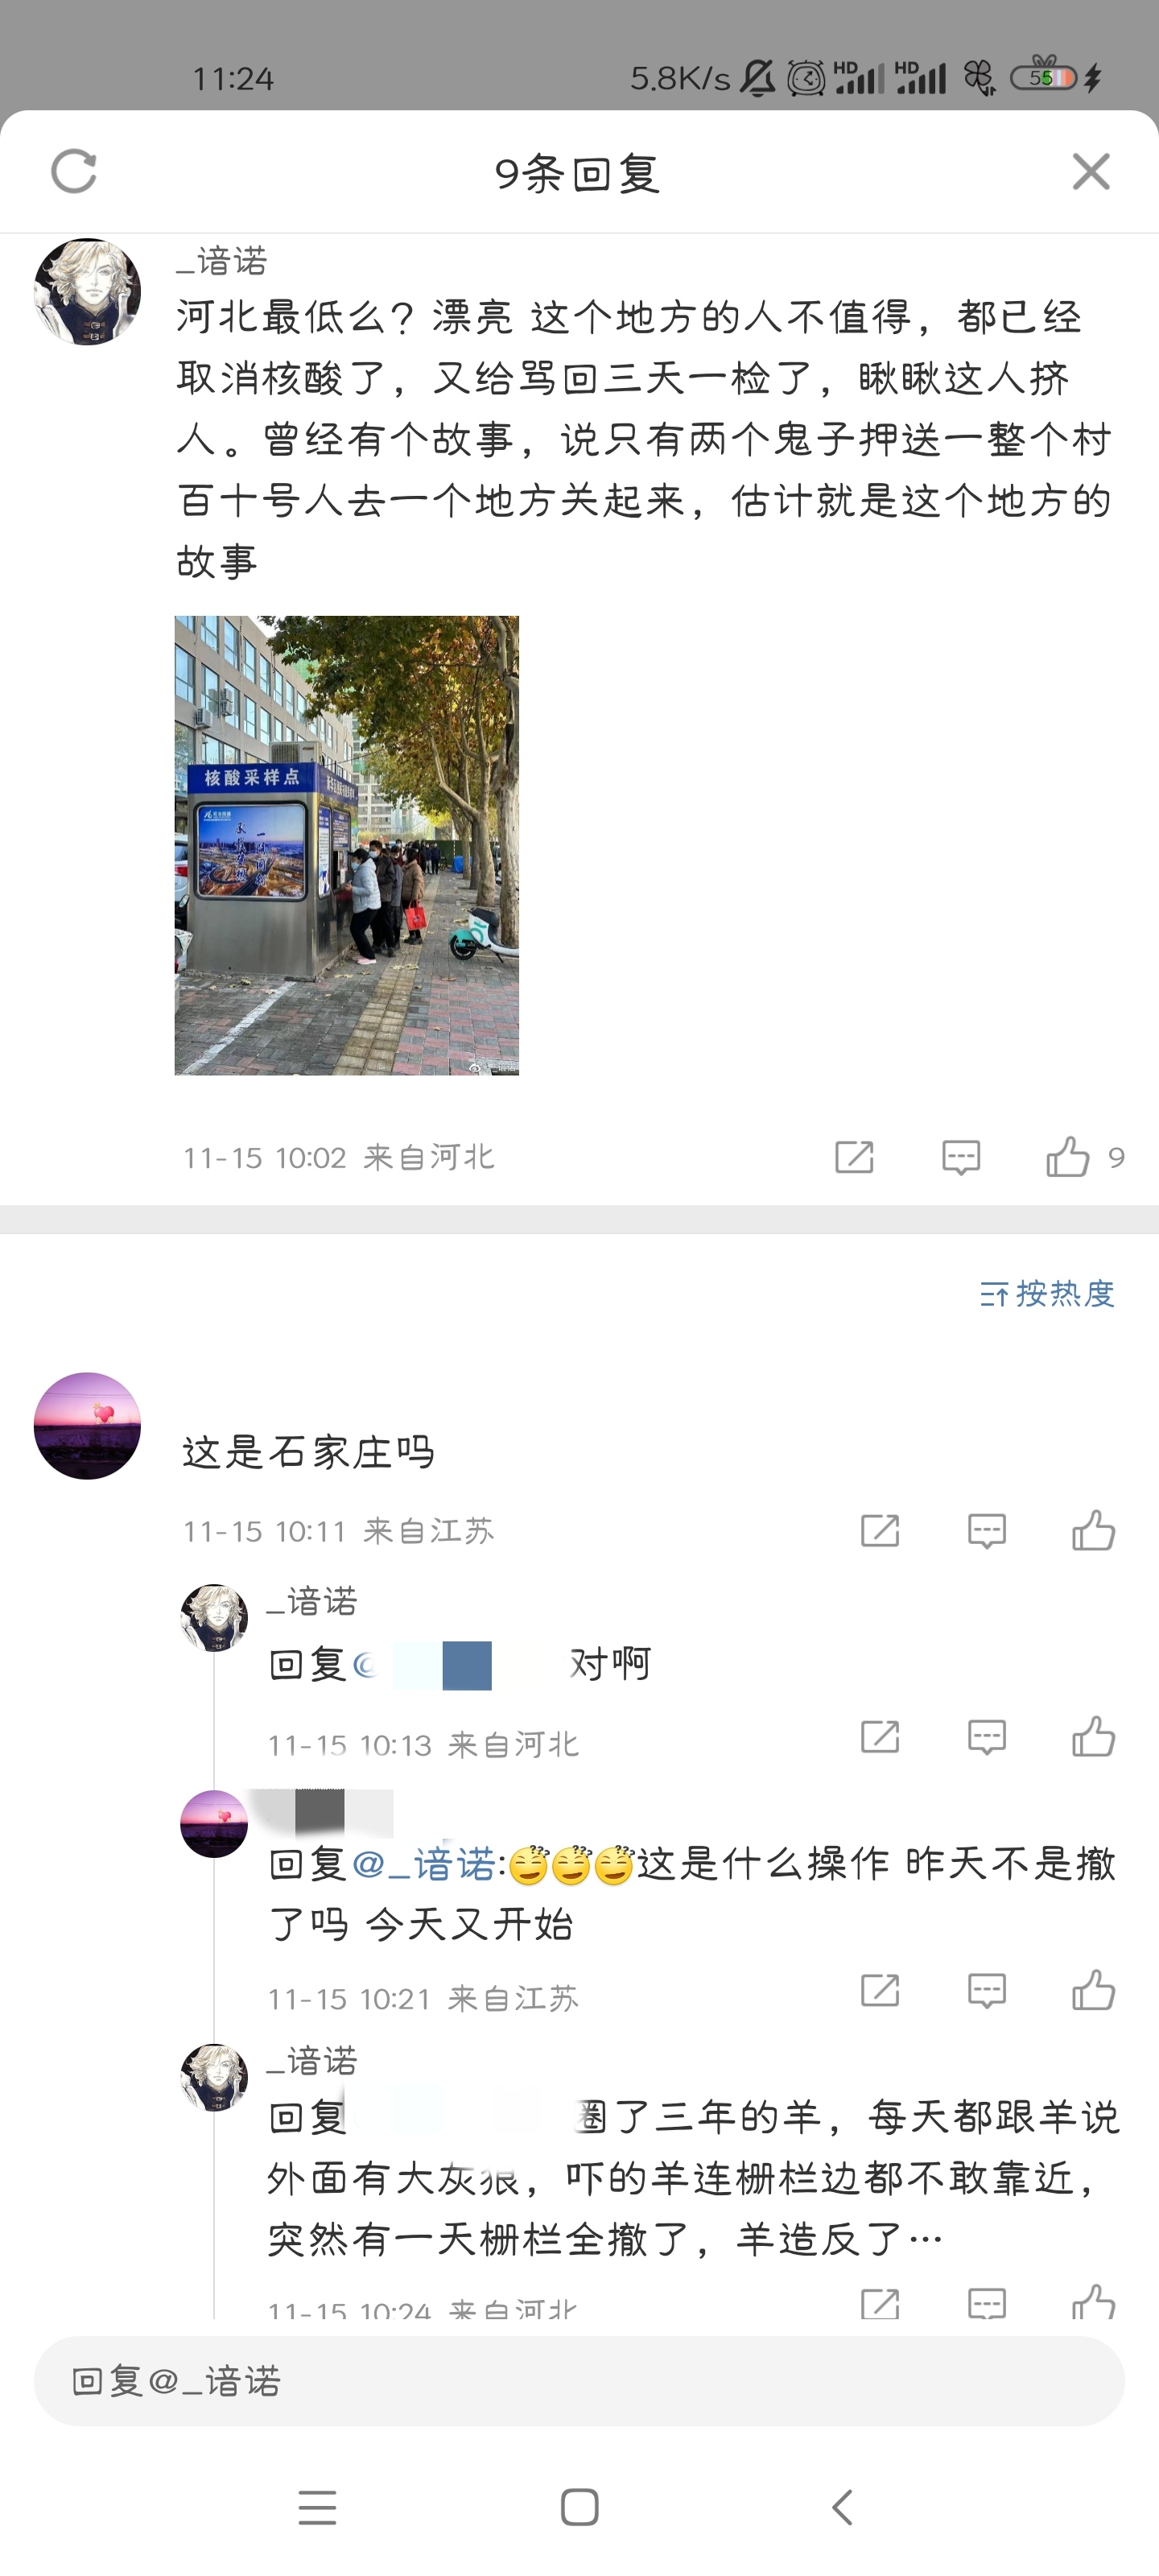 11:24
5.8K/s
HD
HD
55
9条回复
_谙诺
河北最低么？漂亮 这个地方的人不值得，都已经
取消核酸了，又给骂回三天一检了，瞅瞅这人挤
人。曾经有个故事，说只有两个鬼子押送一整个村
百十号人去一个地方关起来，估计就是这个地方的
故事
核酸采样点
11-15 10:02 来自河北
9
按热度
这是石家庄吗
11-15 10:11 来自江苏
_谙诺
回复@ 对啊
11-15 10:13 来自河北
回复@_谙诺:这是什么操作 昨天不是撤
了吗 今天又开始
11-15 10:21 来自江苏
_谙诺
回复 圈了三年的羊，每天都跟羊说
外面有大灰狼，吓的羊连栅栏边都不敢靠近，
突然有一天栅栏全撤了，羊造反了…
11-15 10:24 来自河北
回复@_谙诺